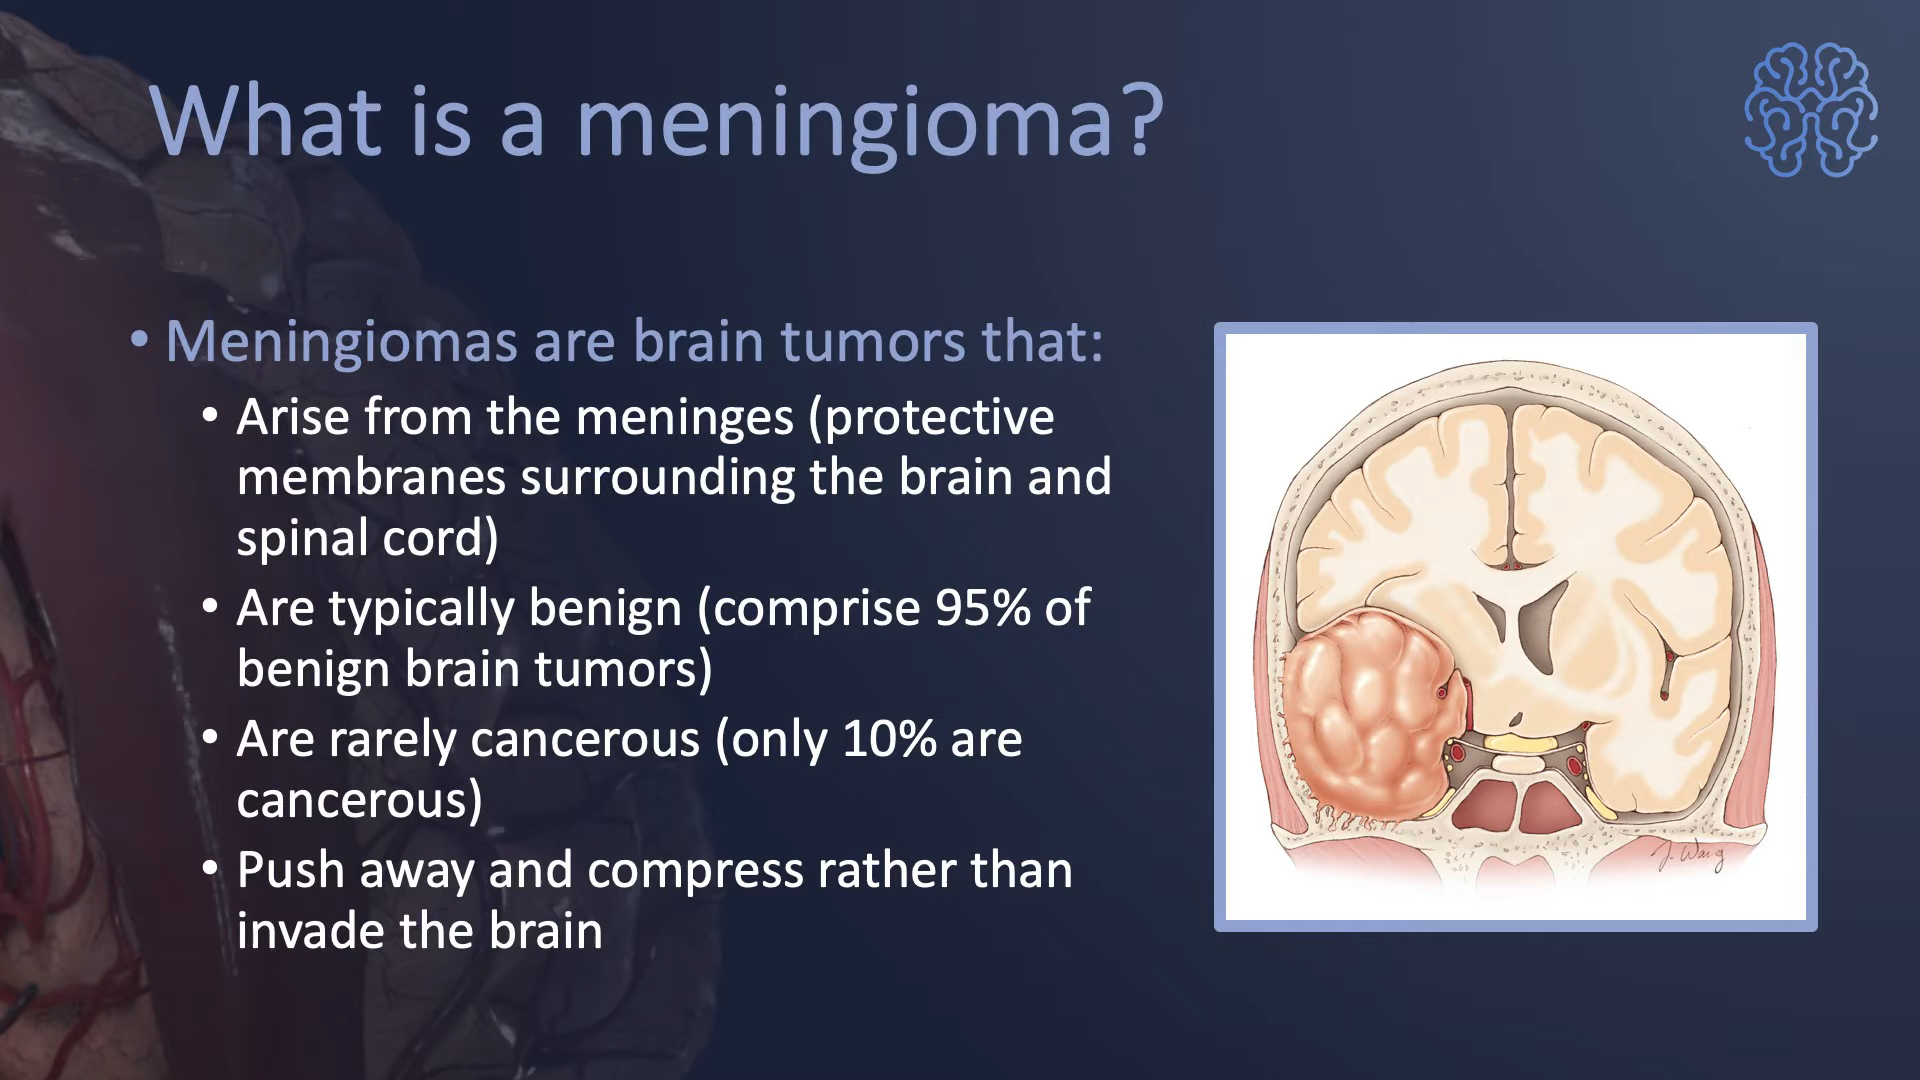 What is a meningioma?
• Meningiomas are brain tumors that:
• Arise from the meninges (protective
membranes surrounding the brain and
spinal cord)
• Are typically benign (comprise 95% of
benign brain tumors)
• Are rarely cancerous (only 10% are
cancerous)
• Push away and compress rather than
invade the brain
J. Wang